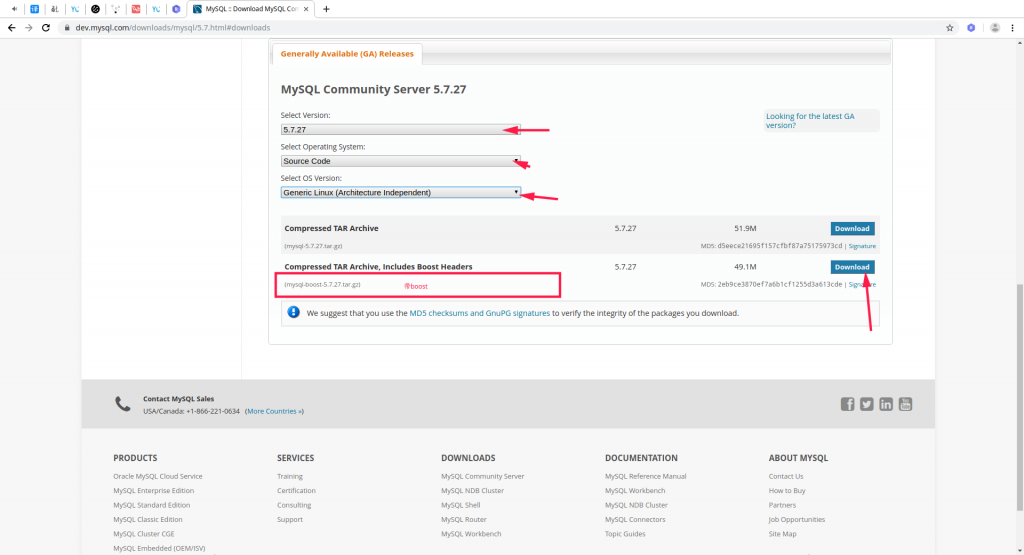 MySQL :: Download MySQL Con
dev.mysql.com/downloads/mysql/5.7.html#downloads
Generally Available (GA) Releases
MySQL Community Server 5.7.27
Select Version:
5.7.27
Looking for the latest GA
version?
Select Operating System:
Source Code
Select OS Version:
Generic Linux (Architecture Independent)
Compressed TAR Archive 5.7.27 51.9M Download
(mysql-5.7.27.tar.gz) MD5: d5eece21695f157cfbf87a75175973cd | Signature
Compressed TAR Archive, Includes Boost Headers 5.7.27 49.1M Download
(mysql-boost-5.7.27.tar.gz) 带boost MD5: 2eb9ce3870ef7a6b1cf1255d3a613cde | Signature
We suggest that you use the MD5 checksums and GnuPG signatures to verify the integrity of the packages you download.
Contact MySQL Sales
USA/Canada: +1-866-221-0634 (More Countries »)
PRODUCTS SERVICES DOWNLOADS DOCUMENTATION ABOUT MYSQL
Oracle MySQL Cloud Service Training MySQL Community Server MySQL Reference Manual Contact Us
MySQL Enterprise Edition Certification MySQL NDB Cluster MySQL Workbench How to Buy
MySQL Standard Edition Consulting MySQL Shell MySQL NDB Cluster Partners
MySQL Classic Edition Support MySQL Router MySQL Connectors Job Opportunities
MySQL Cluster CGE MySQL Workbench Topic Guides Site Map
MySQL Embedded (OEM/ISV)